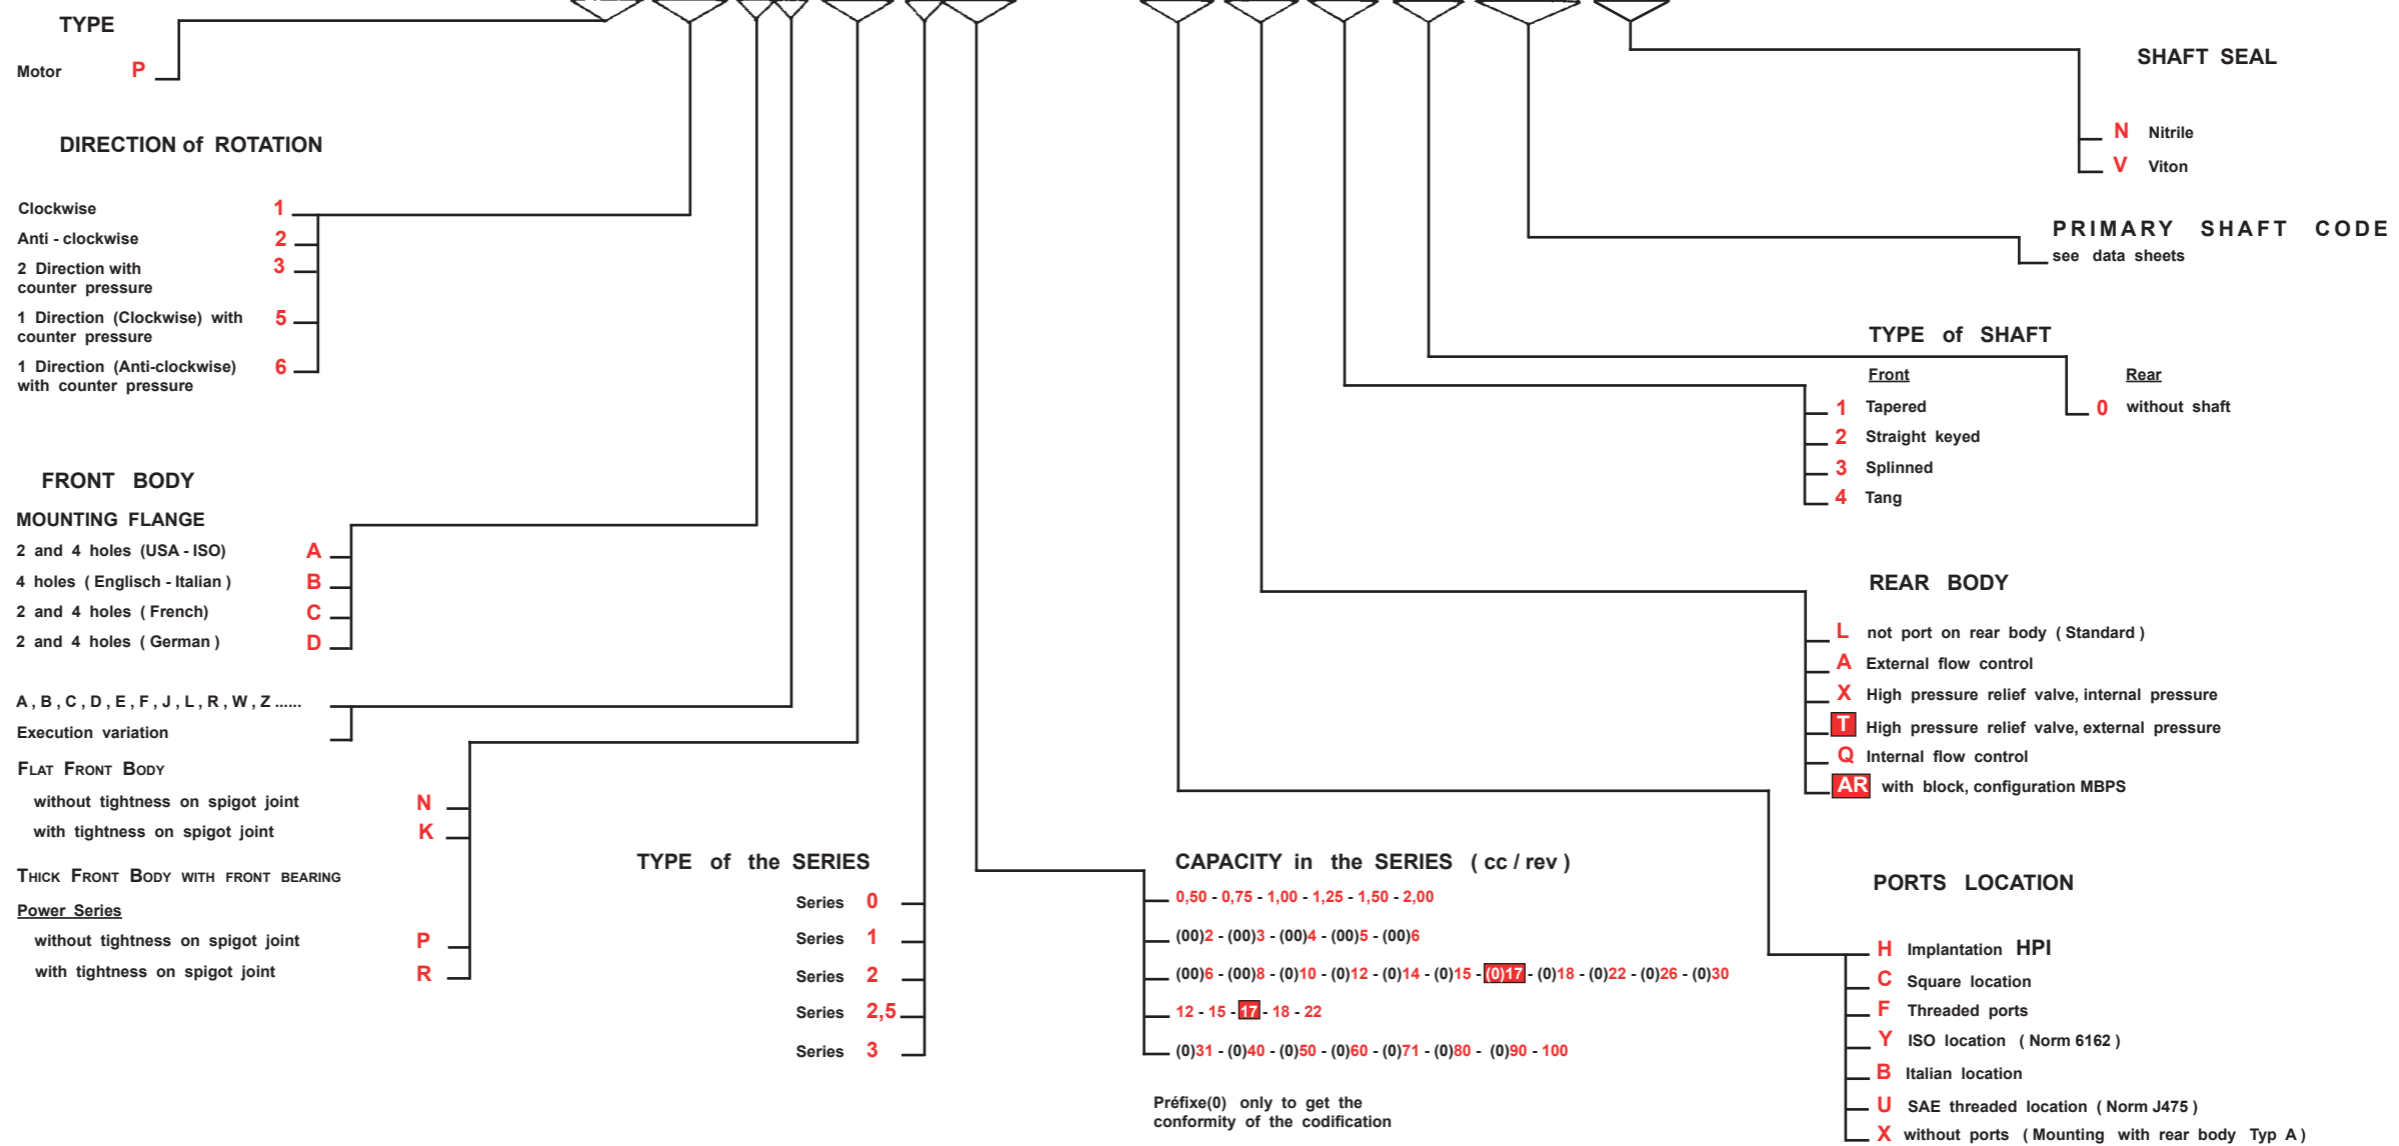 TYPE
Motor P
DIRECTION of ROTATION
Clockwise 1
Anti - clockwise 2
2 Direction with 3
counter pressure
1 Direction (Clockwise) with 5
counter pressure
1 Direction (Anti-clockwise) 6
with counter pressure
FRONT BODY
MOUNTING FLANGE
2 and 4 holes (USA - ISO) A
4 holes ( Englisch - Italian ) B
2 and 4 holes ( French) C
2 and 4 holes ( German ) D
A , B , C , D , E , F , J , L , R , W , Z ......
Execution variation
FLAT FRONT BODY
without tightness on spigot joint N
with tightness on spigot joint K
THICK FRONT BODY WITH FRONT BEARING
Power Series
without tightness on spigot joint P
with tightness on spigot joint R
TYPE of the SERIES
Series 0
Series 1
Series 2
Series 2,5
Series 3
CAPACITY in the SERIES ( cc / rev )
0,50 - 0,75 - 1,00 - 1,25 - 1,50 - 2,00
(00)2 - (00)3 - (00)4 - (00)5 - (00)6
(00)6 - (00)8 - (0)10 - (0)12 - (0)14 - (0)15 - (0)17 - (0)18 - (0)22 - (0)26 - (0)30
12 - 15 - 17 - 18 - 22
(0)31 - (0)40 - (0)50 - (0)60 - (0)71 - (0)80 - (0)90 - 100
Préfixe(0) only to get the
conformity of the codification
SHAFT SEAL
N Nitrile
V Viton
PRIMARY SHAFT CODE
see data sheets
TYPE of SHAFT
Front Rear
1 Tapered 0 without shaft
2 Straight keyed
3 Splinned
4 Tang
REAR BODY
L not port on rear body ( Standard )
A External flow control
X High pressure relief valve, internal pressure
T High pressure relief valve, external pressure
Q Internal flow control
AR with block, configuration MBPS
PORTS LOCATION
H Implantation HPI
C Square location
F Threaded ports
Y ISO location ( Norm 6162 )
B Italian location
U SAE threaded location ( Norm J475 )
X without ports ( Mounting with rear body Typ A )